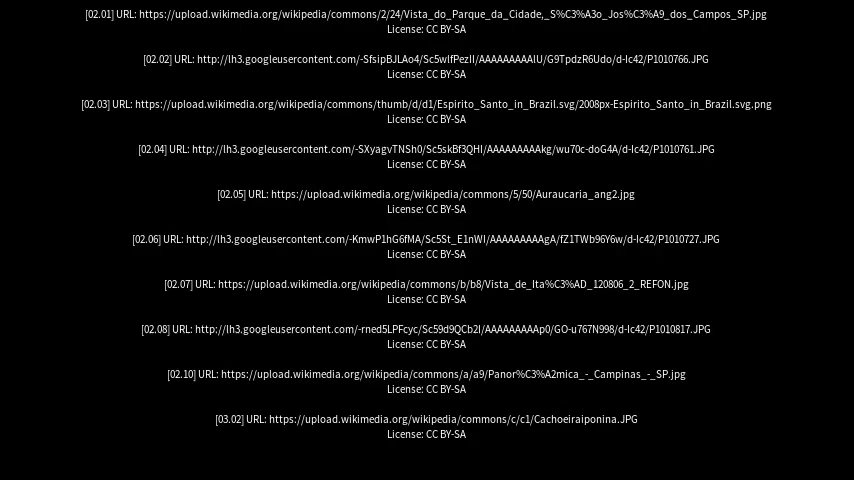 [02.01] URL: https://upload.wikimedia.org/wikipedia/commons/2/24/Vista_do_Parque_da_Cidade,_S%C3%A3o_Jos%C3%A9_dos_Campos_SP.jpg
License: CC BY-SA
[02.02] URL: http://lh3.googleusercontent.com/-SfsipBJLAo4/Sc5wIfPezII/AAAAAAAAAIU/G9TpdzR6Udo/d-Ic42/P1010766.JPG
License: CC BY-SA
[02.03] URL: https://upload.wikimedia.org/wikipedia/commons/thumb/d/d1/Espirito_Santo_in_Brazil.svg/2008px-Espirito_Santo_in_Brazil.svg.png
License: CC BY-SA
[02.04] URL: http://lh3.googleusercontent.com/-SXyagvTNSh0/Sc5skBf3QHI/AAAAAAAAAkg/wu70c-doG4A/d-Ic42/P1010761.JPG
License: CC BY-SA
[02.05] URL: https://upload.wikimedia.org/wikipedia/commons/5/50/Auraucaria_ang2.jpg
License: CC BY-SA
[02.06] URL: http://lh3.googleusercontent.com/-KmwP1hG6fMA/Sc5St_E1nWI/AAAAAAAAAgA/fZ1TWb96Y6w/d-Ic42/P1010727.JPG
License: CC BY-SA
[02.07] URL: https://upload.wikimedia.org/wikipedia/commons/b/b8/Vista_de_Ita%C3%AD_120806_2_REFON.jpg
License: CC BY-SA
[02.08] URL: http://lh3.googleusercontent.com/-rned5LPFcyc/Sc59d9QCb2I/AAAAAAAAAp0/GO-u767N998/d-Ic42/P1010817.JPG
License: CC BY-SA
[02.10] URL: https://upload.wikimedia.org/wikipedia/commons/a/a9/Panor%C3%A2mica_-_Campinas_-_SP.jpg
License: CC BY-SA
[03.02] URL: https://upload.wikimedia.org/wikipedia/commons/c/c1/Cachoeiraiponina.JPG
License: CC BY-SA